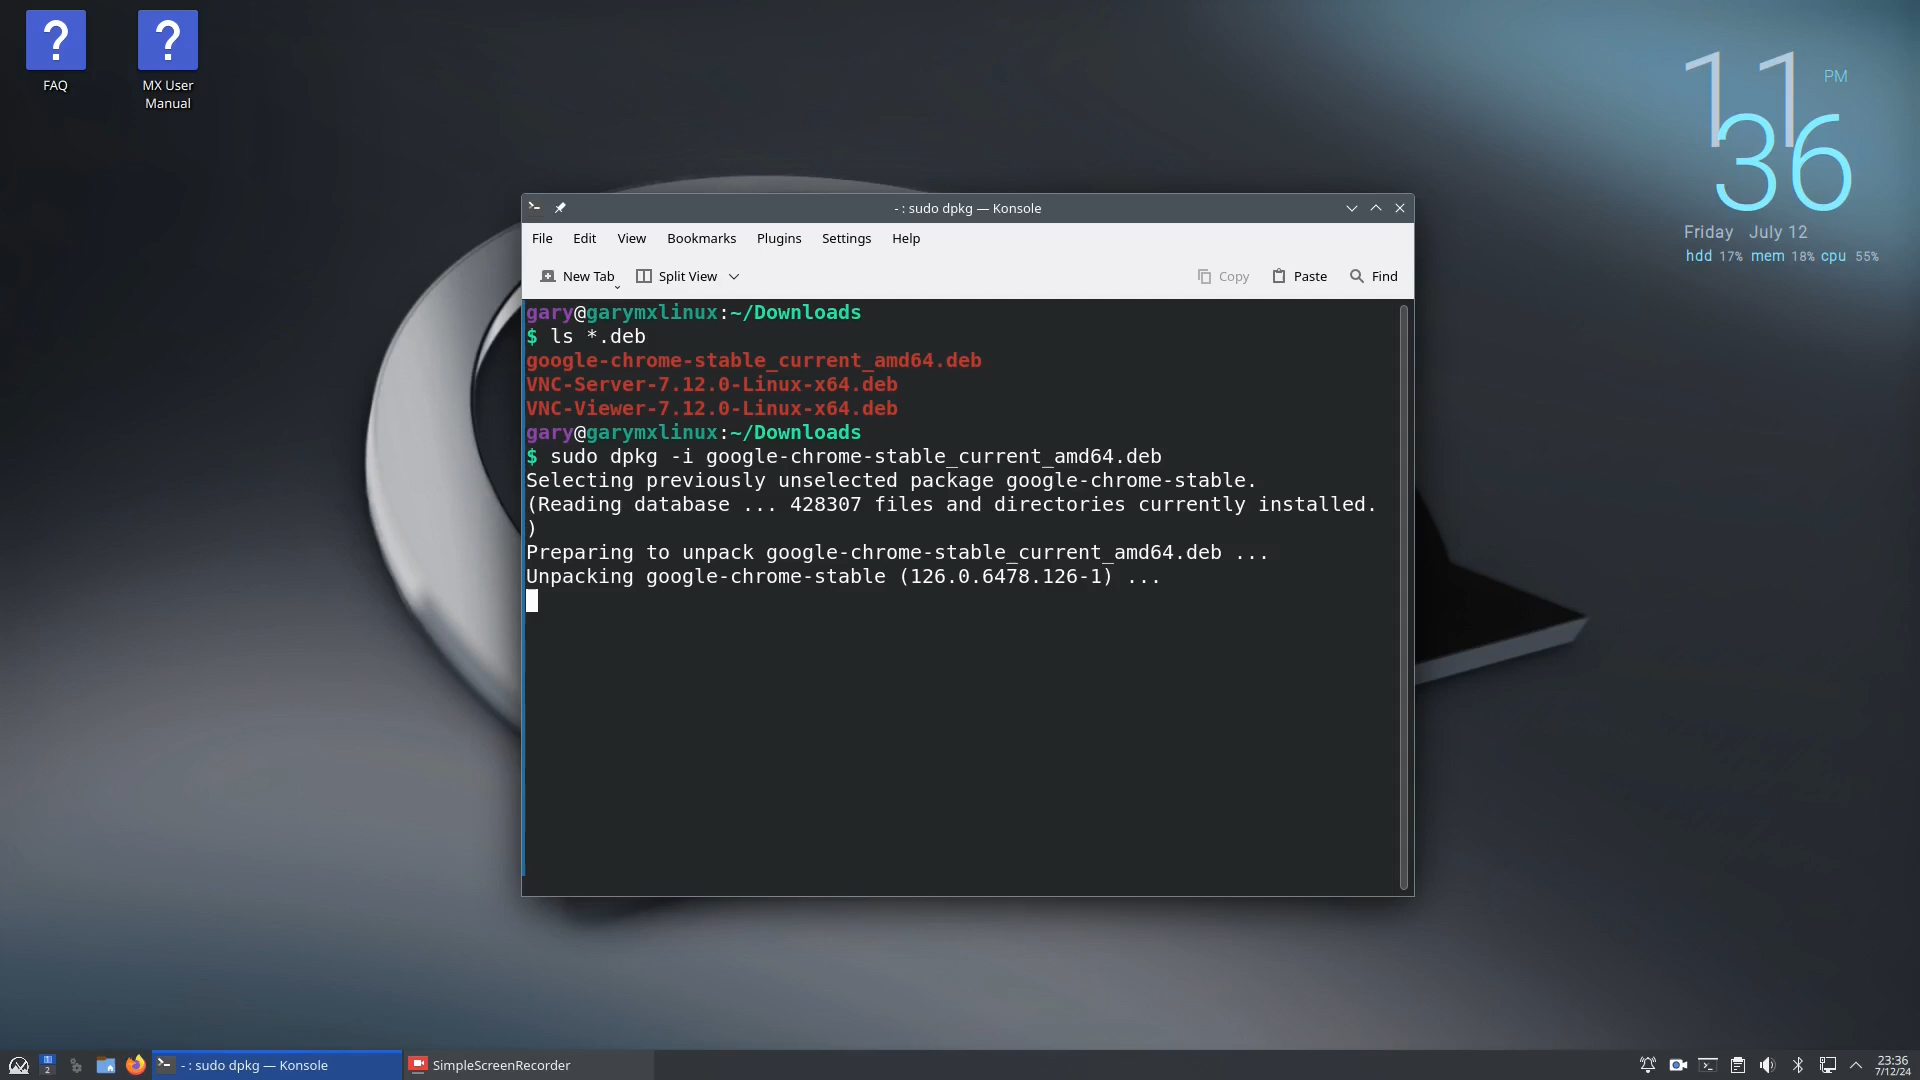 ?
?
FAQ
MX User
Manual
11
PM
36
Friday July 12
hdd 17% mem 18% cpu 55%
- : sudo dpkg — Konsole
File Edit View Bookmarks Plugins Settings Help
New Tab Split View Copy Paste Find
gary@garymxlinux:~/Downloads
$ ls *.deb
google-chrome-stable_current_amd64.deb
VNC-Server-7.12.0-Linux-x64.deb
VNC-Viewer-7.12.0-Linux-x64.deb
gary@garymxlinux:~/Downloads
$ sudo dpkg -i google-chrome-stable_current_amd64.deb
Selecting previously unselected package google-chrome-stable.
(Reading database ... 428307 files and directories currently installed.
)
Preparing to unpack google-chrome-stable_current_amd64.deb ...
Unpacking google-chrome-stable (126.0.6478.126-1) ...
1
2
- : sudo dpkg — Konsole
SimpleScreenRecorder
23:36
7/12/24